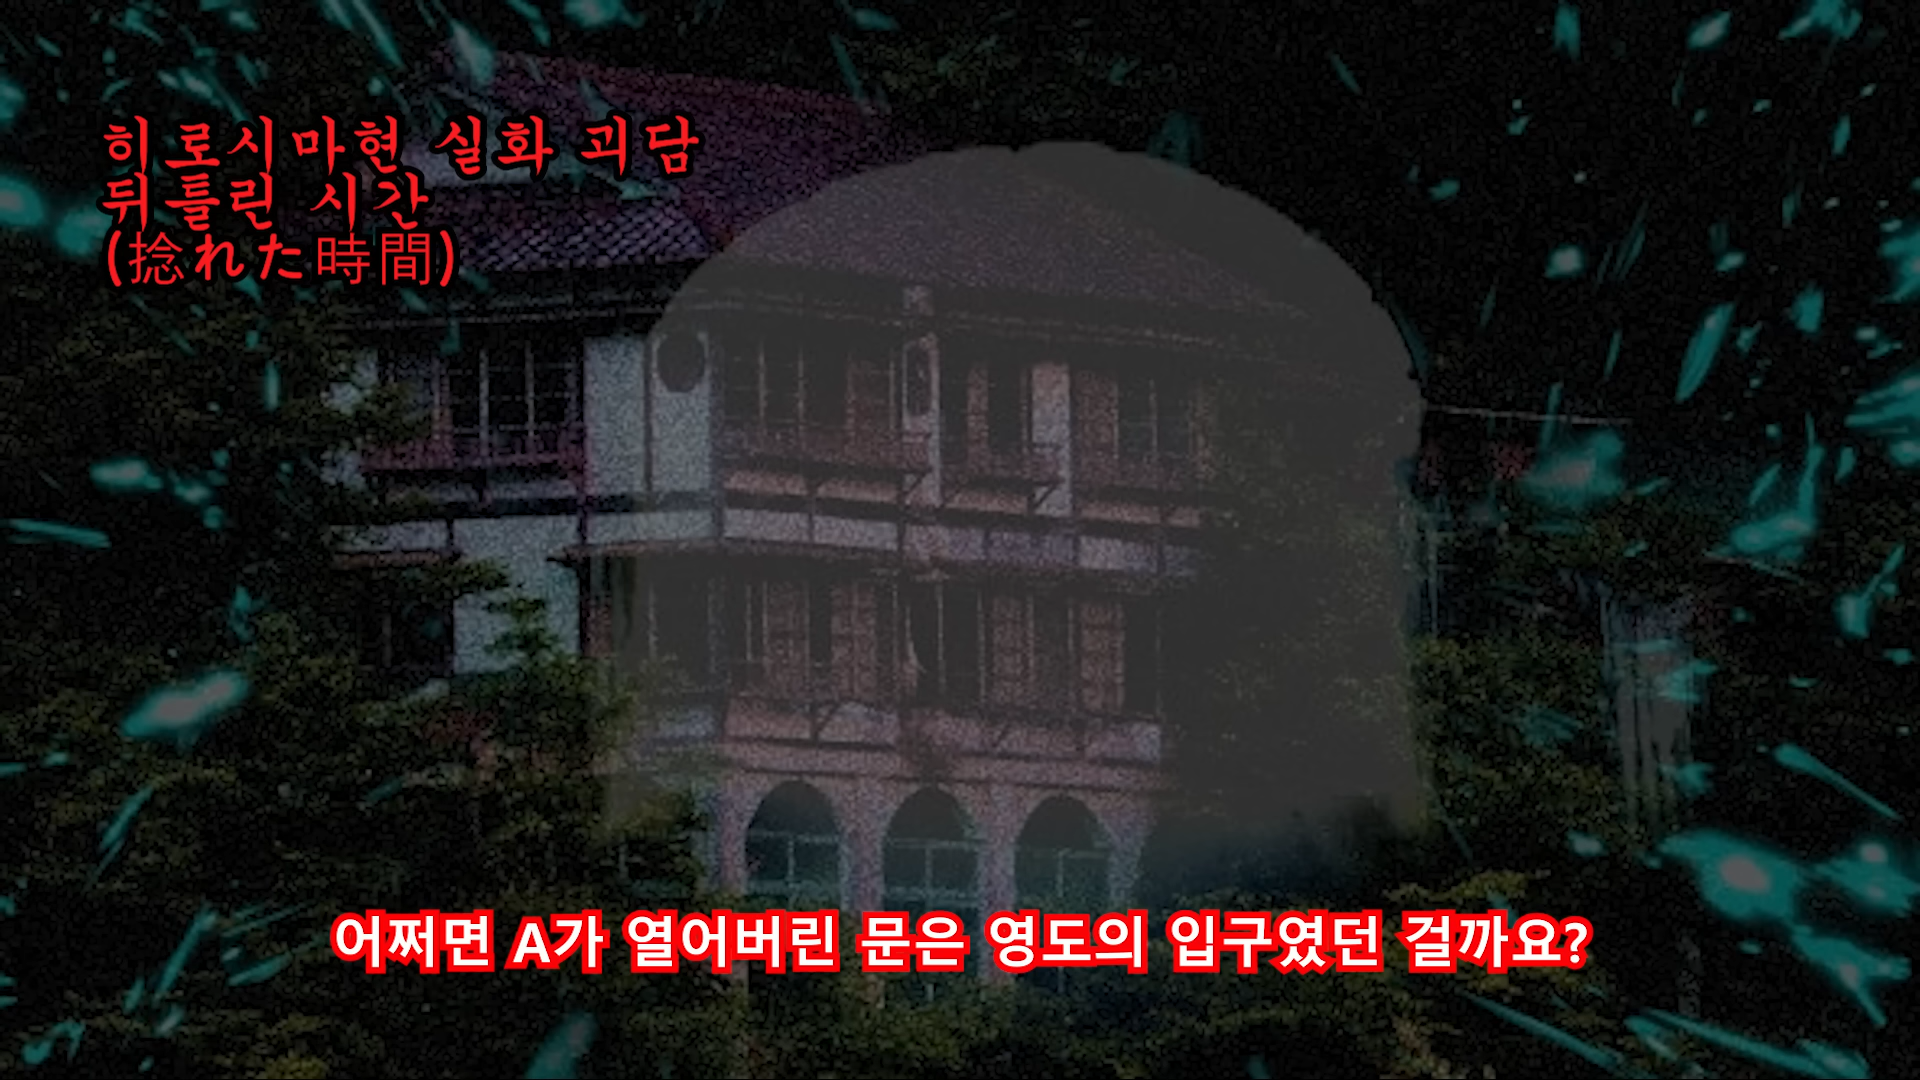 히로시마현 실화 괴담
뒤틀린 시간
(捻れた時間)
어쩌면 A가 열어버린 문은 영도의 입구였던 걸까요?